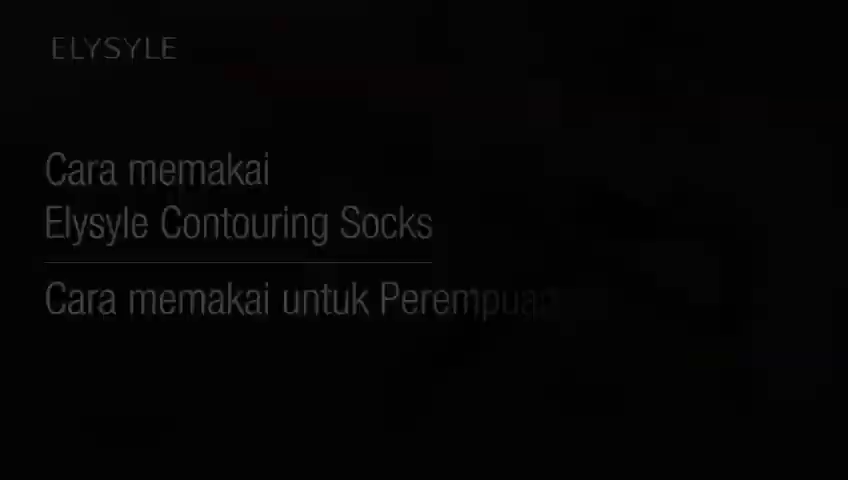 ELYSYLE
Cara memakai
Elysyle Contouring Socks
Cara memakai untuk Perempuan